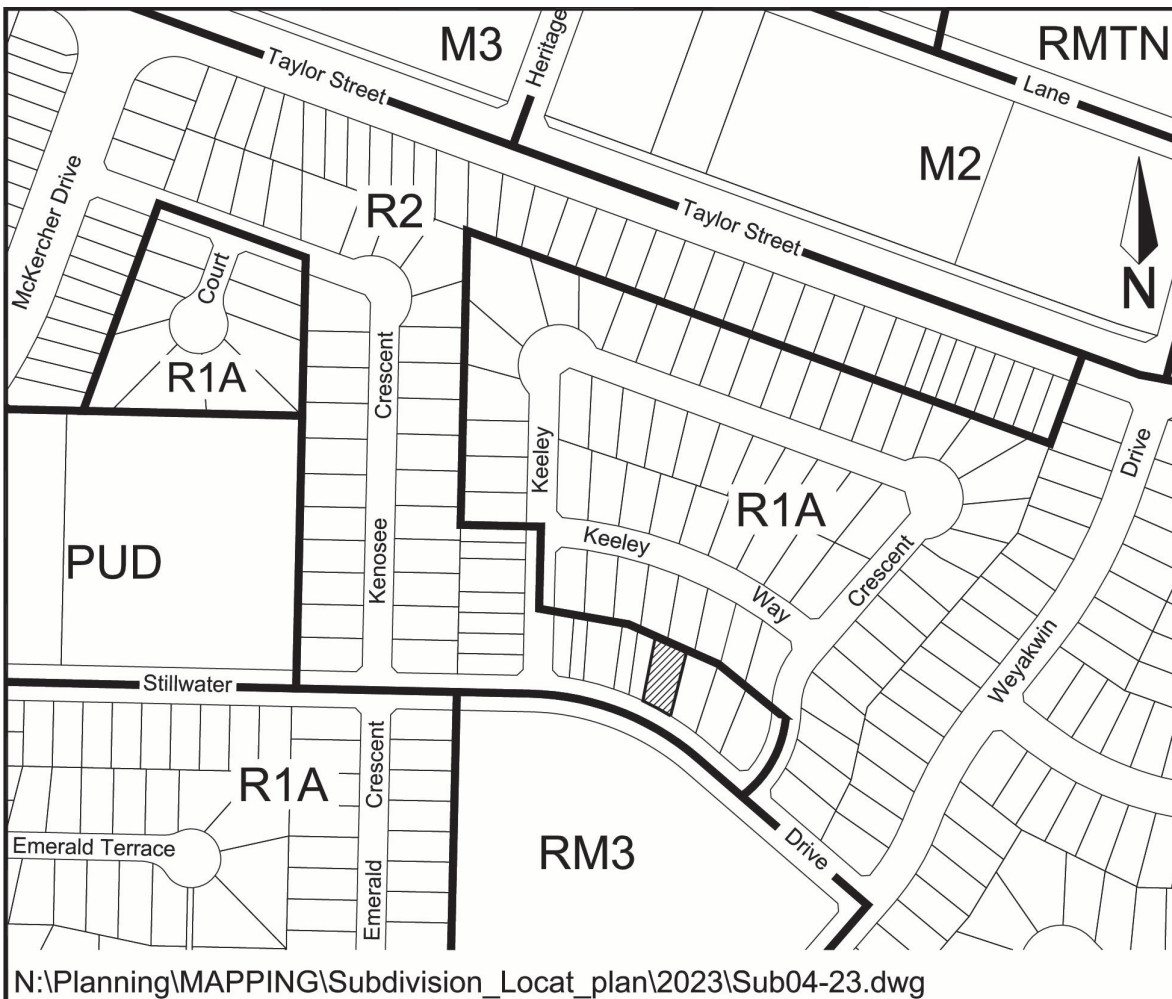 M3
Heritage
RMTN
Taylor Street
Lane
M2
McKercher Drive
R2
Taylor Street
N
Court
R1A
Crescent
Kenosee
Keeley
R1A
Drive
PUD
Keeley
Way
Crescent
Weyakwin
Stillwater
R1A
Crescent
Emerald
Emerald Terrace
RM3
Drive
N:\Planning\MAPPING\Subdivision_Locat_plan\2023\Sub04-23.dwg